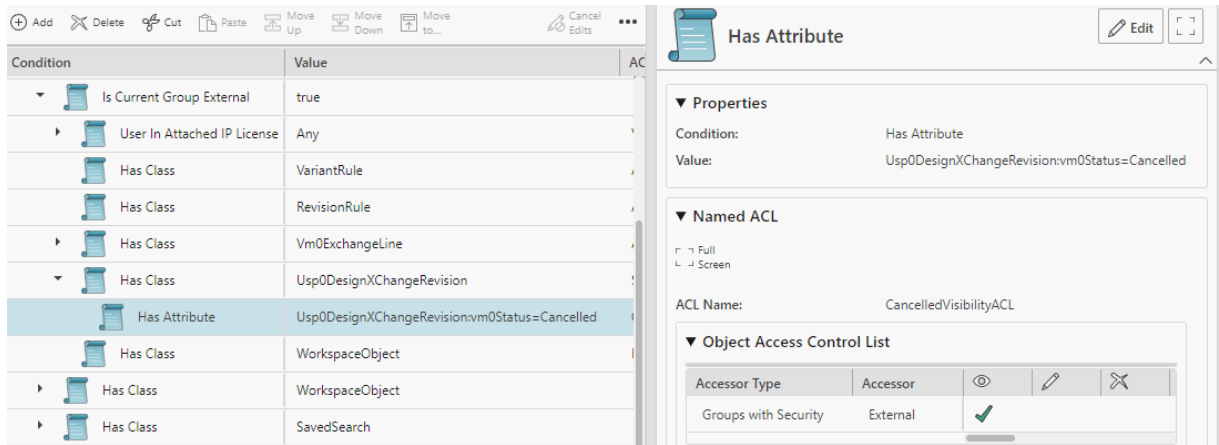 Add Delete Cut Paste Move Up Move Down Move to... Cancel Edits
Condition Value AC
Is Current Group External true
User In Attached IP License Any
Has Class VariantRule
Has Class RevisionRule
Has Class Vm0ExchangeLine
Has Class Usp0DesignXChangeRevision
Has Attribute Usp0DesignXChangeRevision:vm0Status=Cancelled
Has Class WorkspaceObject
Has Class WorkspaceObject
Has Class SavedSearch
Has Attribute
Edit
Properties
Condition: Has Attribute
Value: Usp0DesignXChangeRevision:vm0Status=Cancelled
Named ACL
Full
Screen
ACL Name: CancelledVisibilityACL
Object Access Control List
Accessor Type Accessor
Groups with Security External